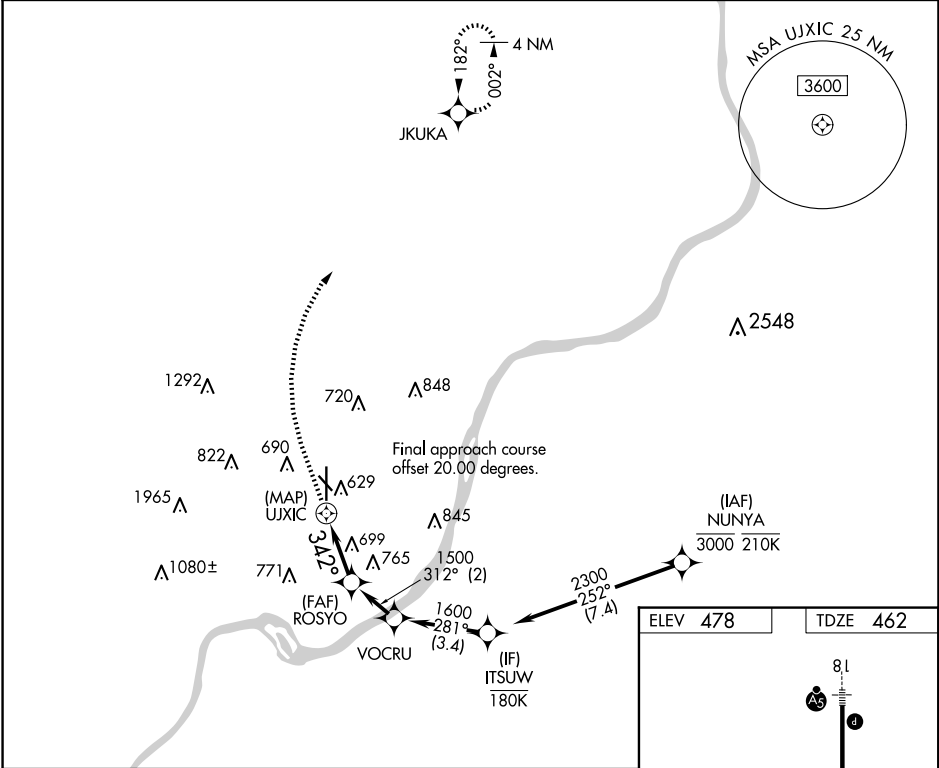 MSA UJXIC 25 NM
3600
4 NM
182°
002°
JKUKA
2548
1292
720
848
822
690
Final approach course
offset 20.00 degrees.
629
1965
(MAP)
UJXIC
845
342°
699
765
1080±
771
(IAF)
NUNYA
3000 210K
1500
312° (2)
2300
252°
(7.4)
(FAF)
ROSYO
1600
281°
(3.4)
VOCRU
(IF)
ITSUW
180K
ELEV 478
TDZE 462
18
A5
P